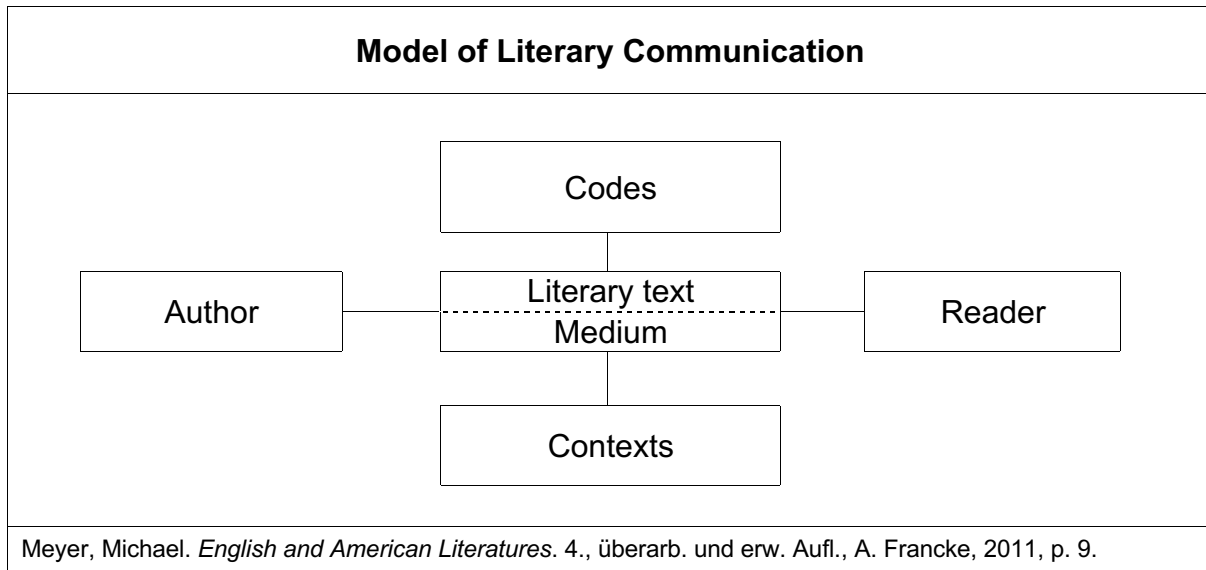 Model of Literary Communication
Codes
Author
Literary text
Medium
Reader
Contexts
Meyer, Michael. English and American Literatures. 4., überarb. und erw. Aufl., A. Francke, 2011, p. 9.